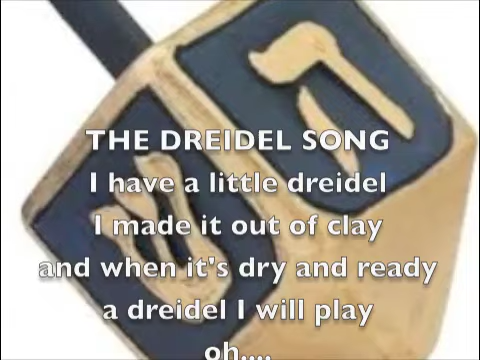 ה
ש
THE DREIDEL SONG
I have a little dreidel
I made it out of clay
and when it's dry and ready
a dreidel I will play
oh....